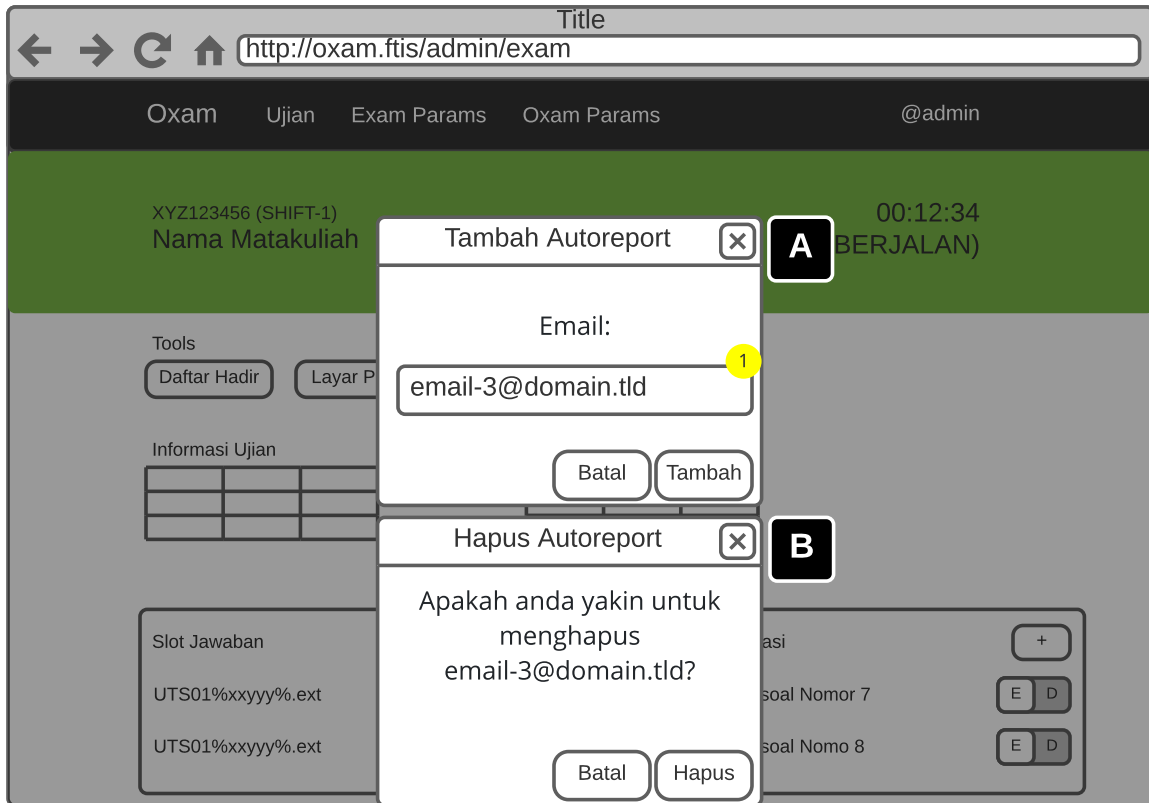 Title
http://oxam.ftis/admin/exam
Oxam Ujian Exam Params Oxam Params @admin
XYZ123456 (SHIFT-1)
Nama Matakuliah
00:12:34
BERJALAN)
Tambah Autoreport
A
Email:
1
email-3@domain.tld
Batal Tambah
Tools
Daftar Hadir Layar P
Informasi Ujian
Hapus Autoreport
B
Apakah anda yakin untuk
menghapus
email-3@domain.tld?
Batal Hapus
Slot Jawaban
UTS01%xxyyy%.ext
UTS01%xxyyy%.ext
asi +
soal Nomor 7 E D
soal Nomo 8 E D